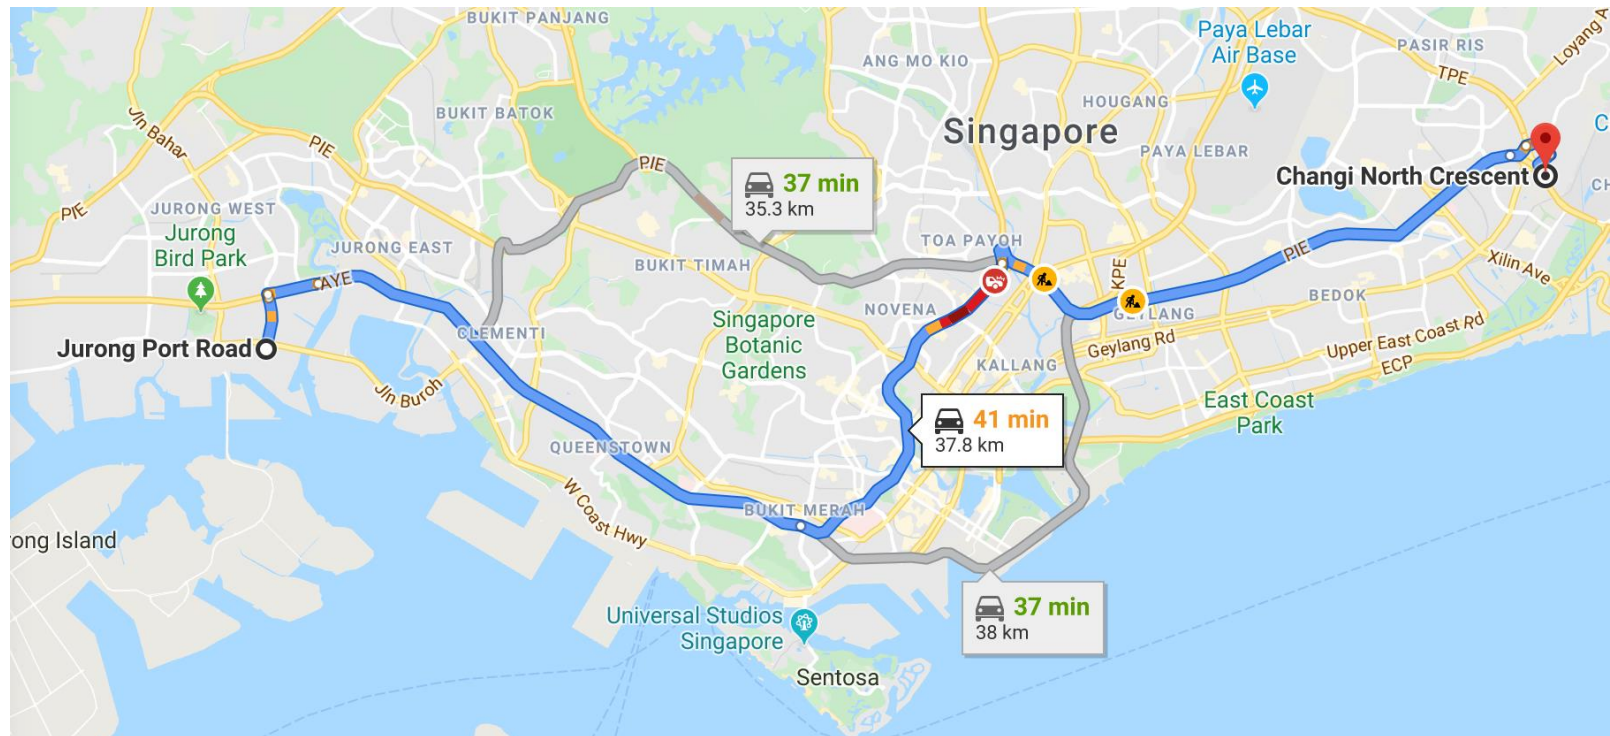 BUKIT PANJANG
Paya Lebar
Air Base
PASIR RIS
Loyang A
ANG MO KIO
TPE
J/n Bahar
BUKIT BATOK
HOUGANG
C
Singapore
PIE
PAYA LEBAR
PIE
37 min
35.3 km
Changi North Crescent
CH
PIE
JURONG WEST
Jurong
Bird Park
JURONG EAST
TOA PAYOH
BUKIT TIMAH
PIE
KPE
Xilin Ave
AYE
NOVENA
BEDOK
GEYLANG
Singapore
Botanic
Gardens
CLEMENTI
Jurong Port Road
Geylang Rd
Upper East Coast Rd
ECP
KALLANG
Jln Buroh
East Coast
Park
41 min
37.8 km
QUEENSTOWN
W Coast Hwy
BUKIT MERAH
ong Island
37 min
38 km
Universal Studios
Singapore
Sentosa